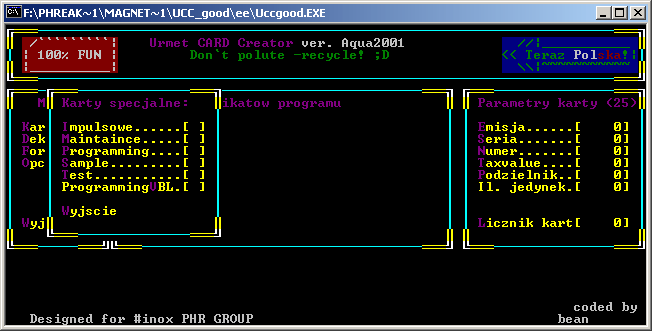 F:\PHREAK~1\MAGNET~1\UCC_good\ee\Uccgood.EXE
100% FUN
Urmet CARD Creator ver. Aqua2001
Don`t polute -recycle! ;D
<< Teraz Polska!
M
Karty specjalne:
ikatow programu
Parametry karty (25)
Kar
Impulsowe......[ ]
Emisja......[ 0]
Dek
Maintaince.....[ ]
Seria.......[ 0]
For
Programming....[ ]
Numer.......[ 0]
Opc
Sample.........[ ]
Taxvalue....[ 0]
Test...........[ ]
Podzielnik..[ 0]
ProgrammingUBL.[ ]
Il. jedynek.[ 0]
Wyjscie
Wyj
Licznik kart[ 0]
Designed for #inox PHR GROUP
coded by
bean